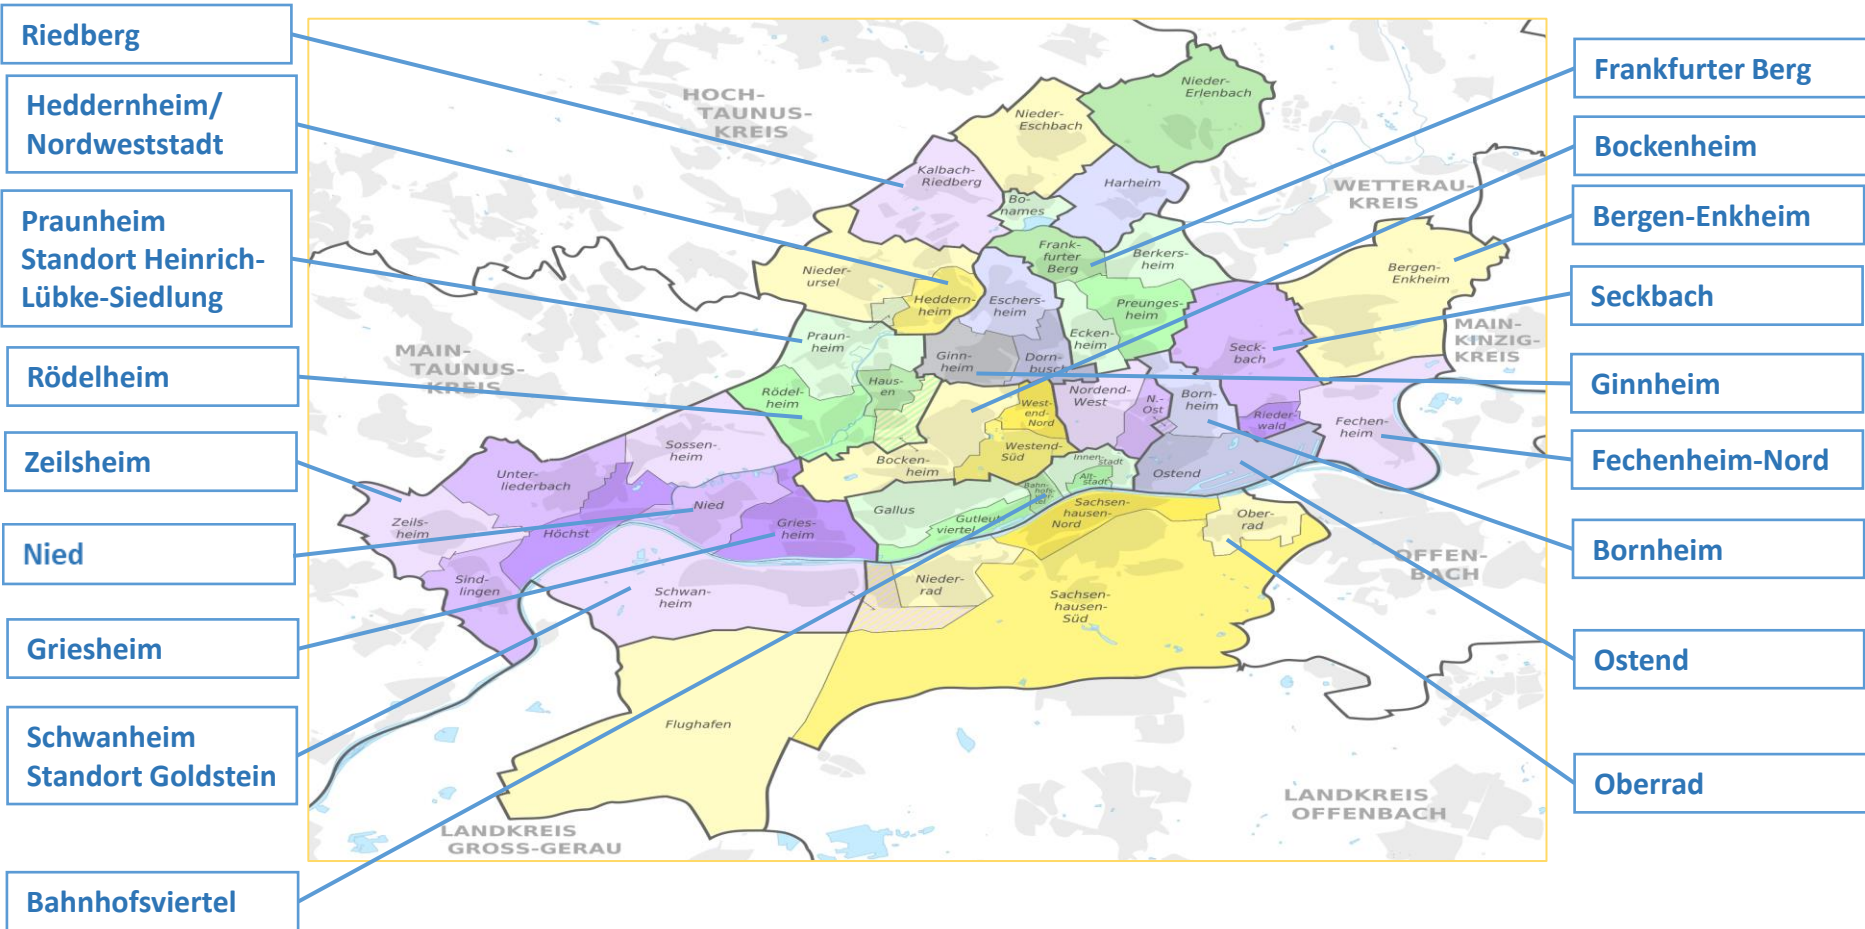 Riedberg
Heddernheim/
Nordweststadt
Praunheim
Standort Heinrich-
Lübke-Siedlung
Rödelheim
Zeilsheim
Nied
Griesheim
Schwanheim
Standort Goldstein
Bahnhofsviertel
HOCH-
TAUNUS-
KREIS
WETTERAU-
KREIS
MAIN-
KINZIG-
KREIS
MAIN-
TAUNUS-
KREIS
OFFEN-
BACH
LANDKREIS
OFFENBACH
LANDKREIS
GROSS-GERAU
Nieder-
Erlenbach
Nieder-
Eschbach
Kalbach-
Riedberg
Harheim
Bo-
names
Frank-
furter
Berg
Berkers-
heim
Bergen-
Enkheim
Nieder-
ursel
Heddern-
heim
Eschers-
heim
Preunges-
heim
Ecken-
heim
Praun-
heim
Ginn-
heim
Dorn-
busch
Seck-
bach
Rödel-
heim
Haus-
en
West-
end-
Nord
Nordend-
West
N.-
Ost
Born-
heim
Rieder-
wald
Fechen-
heim
Sossen-
heim
Bocken-
heim
Westend-
Süd
Innen-
stadt
Alt-
stadt
Ostend
Unter-
liederbach
Zeils-
heim
Höchst
Nied
Gries-
heim
Gallus
Gutleut-
viertel
Bahn-
hofs-
viertel
Sachsen-
hausen-
Nord
Ober-
rad
Sind-
lingen
Schwan-
heim
Nieder-
rad
Sachsen-
hausen-
Süd
Flughafen
Frankfurter Berg
Bockenheim
Bergen-Enkheim
Seckbach
Ginnheim
Fechenheim-Nord
Bornheim
Ostend
Oberrad